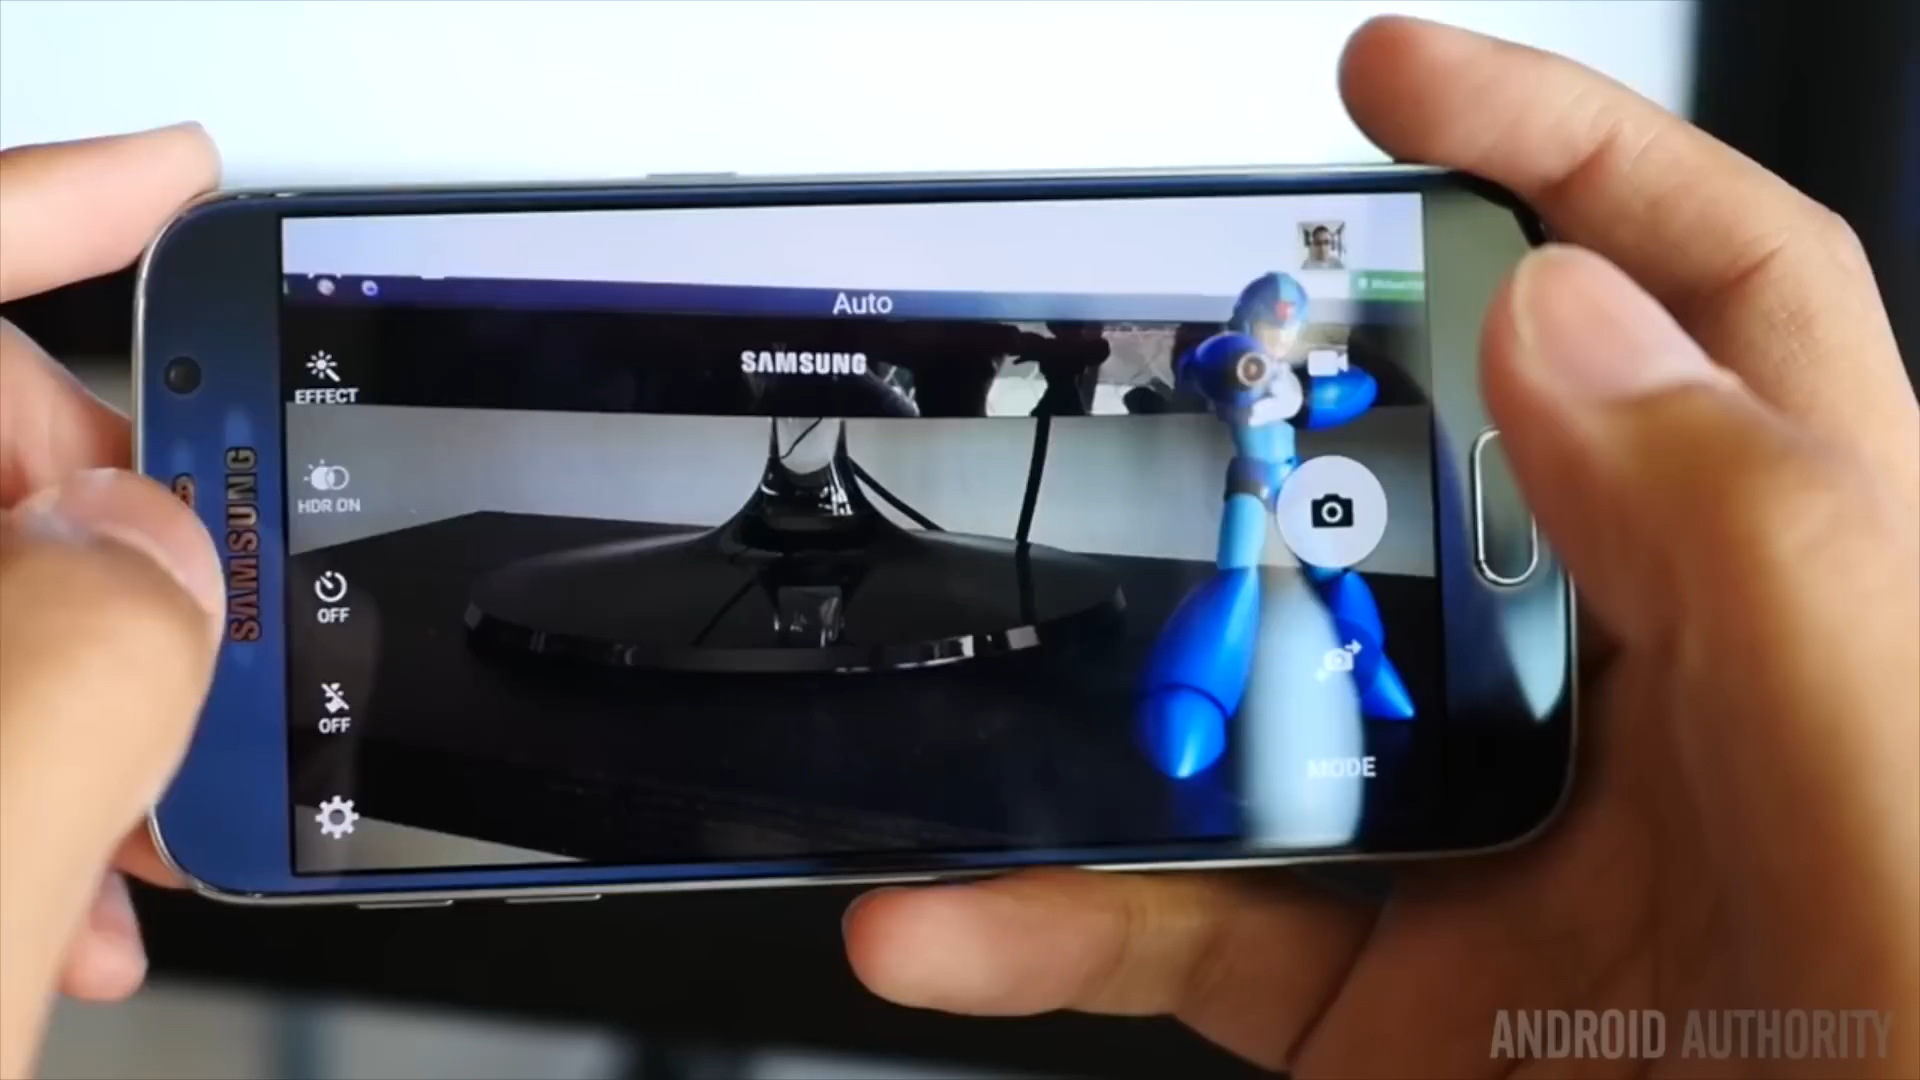 Auto
SAMSUNG
EFFECT
HDR ON
OFF
OFF
MODE
SAMSUNG
ANDROID AUTHORITY